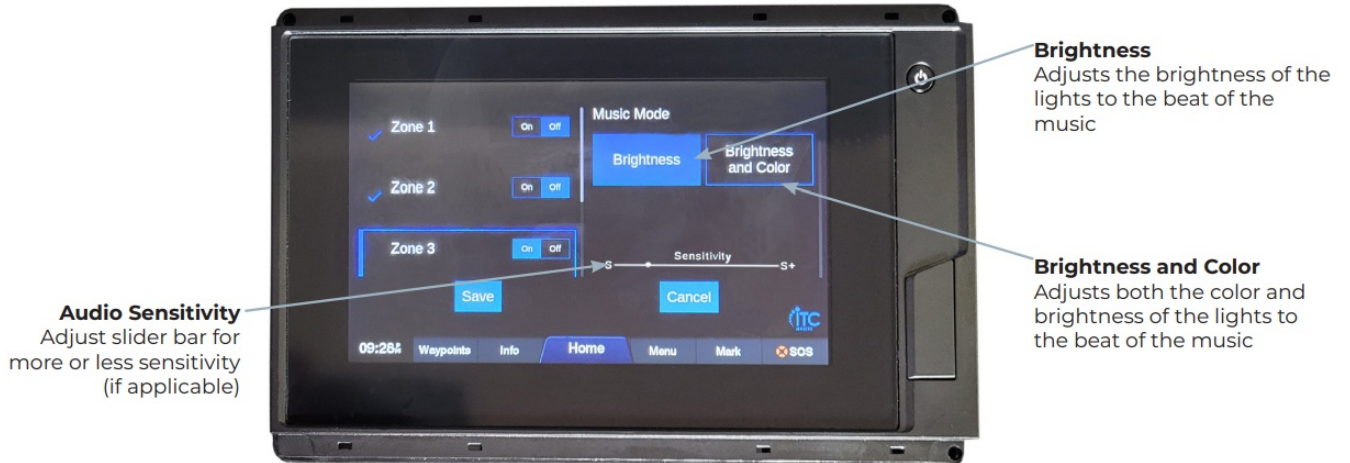 Brightness
Adjusts the brightness of the
lights to the beat of the
music
Zone 1
On Off
Music Mode
Brightness
Brightness
and Color
Zone 2
On Off
Zone 3
On Off
Sensitivity
S-
S+
Save
Cancel
ITC
09:28
Waypoints
Info
Home
Menu
Mark
SOS
Audio Sensitivity
Adjust slider bar for
more or less sensitivity
(if applicable)
Brightness and Color
Adjusts both the color and
brightness of the lights to
the beat of the music